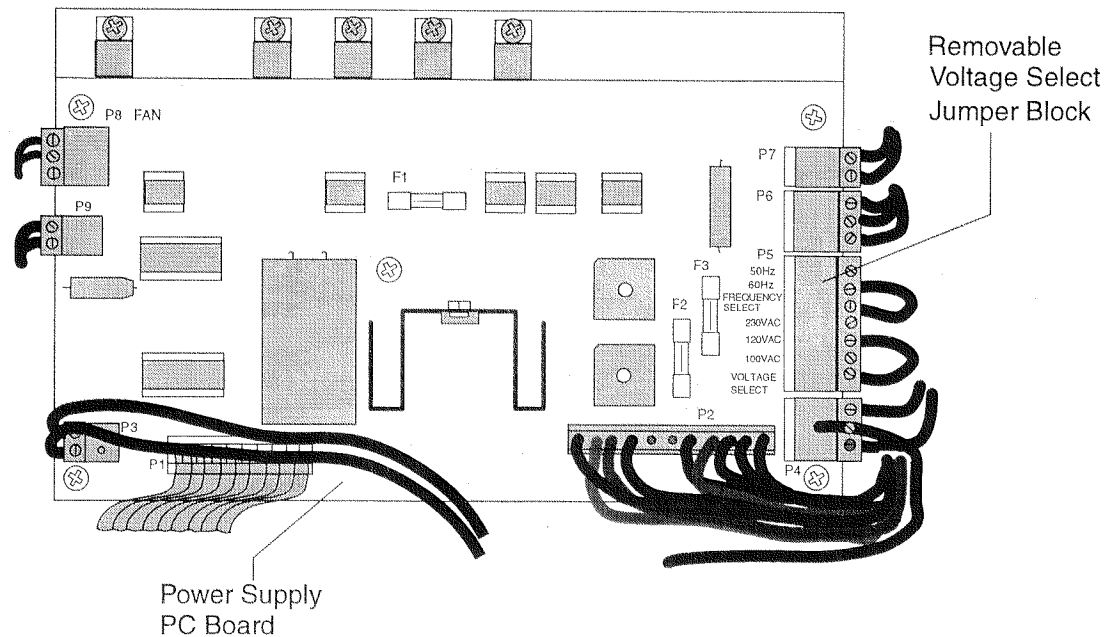 Removable
Voltage Select
Jumper Block
P8 FAN
P7
F1
P6
P9
P5
F3
50Hz
60Hz
FREQUENCY
SELECT
F2
230VAC
120VAC
100VAC
VOLTAGE
SELECT
P2
P3
P1
P4
Power Supply
PC Board